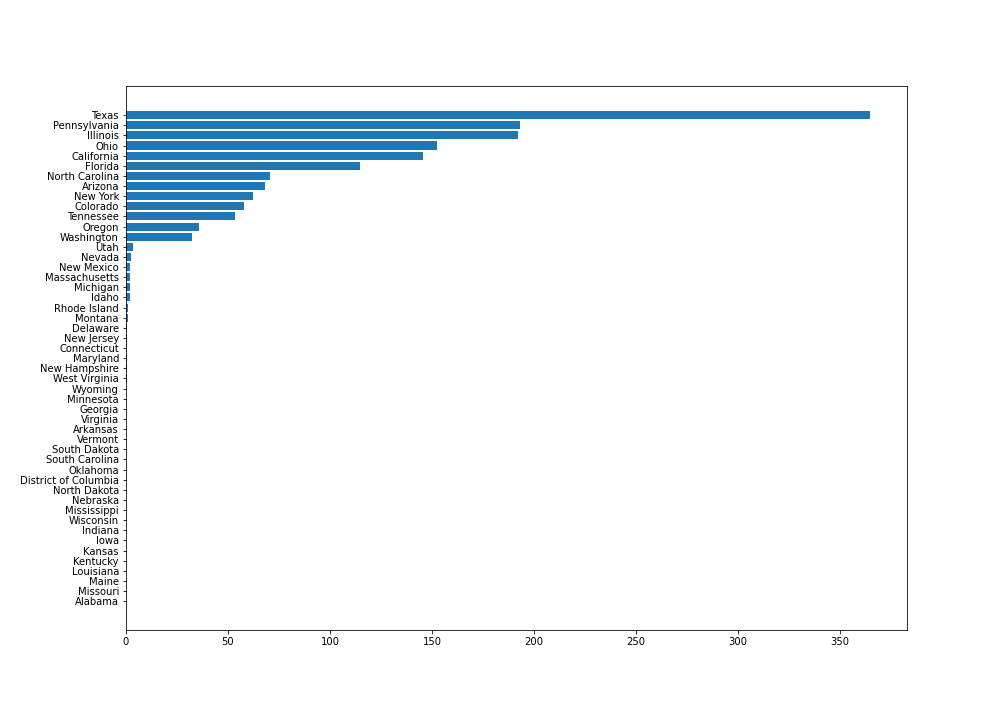 Texas
Pennsylvania
Illinois
Ohio
California
Florida
North Carolina
Arizona
New York
Colorado
Tennessee
Oregon
Washington
Utah
Nevada
New Mexico
Massachusetts
Michigan
Idaho
Rhode Island
Montana
Delaware
New Jersey
Connecticut
Maryland
New Hampshire
West Virginia
Wyoming
Minnesota
Georgia
Virginia
Arkansas
Vermont
South Dakota
South Carolina
Oklahoma
District of Columbia
North Dakota
Nebraska
Mississippi
Wisconsin
Indiana
Iowa
Kansas
Kentucky
Louisiana
Maine
Missouri
Alabama
0 50 100 150 200 250 300 350